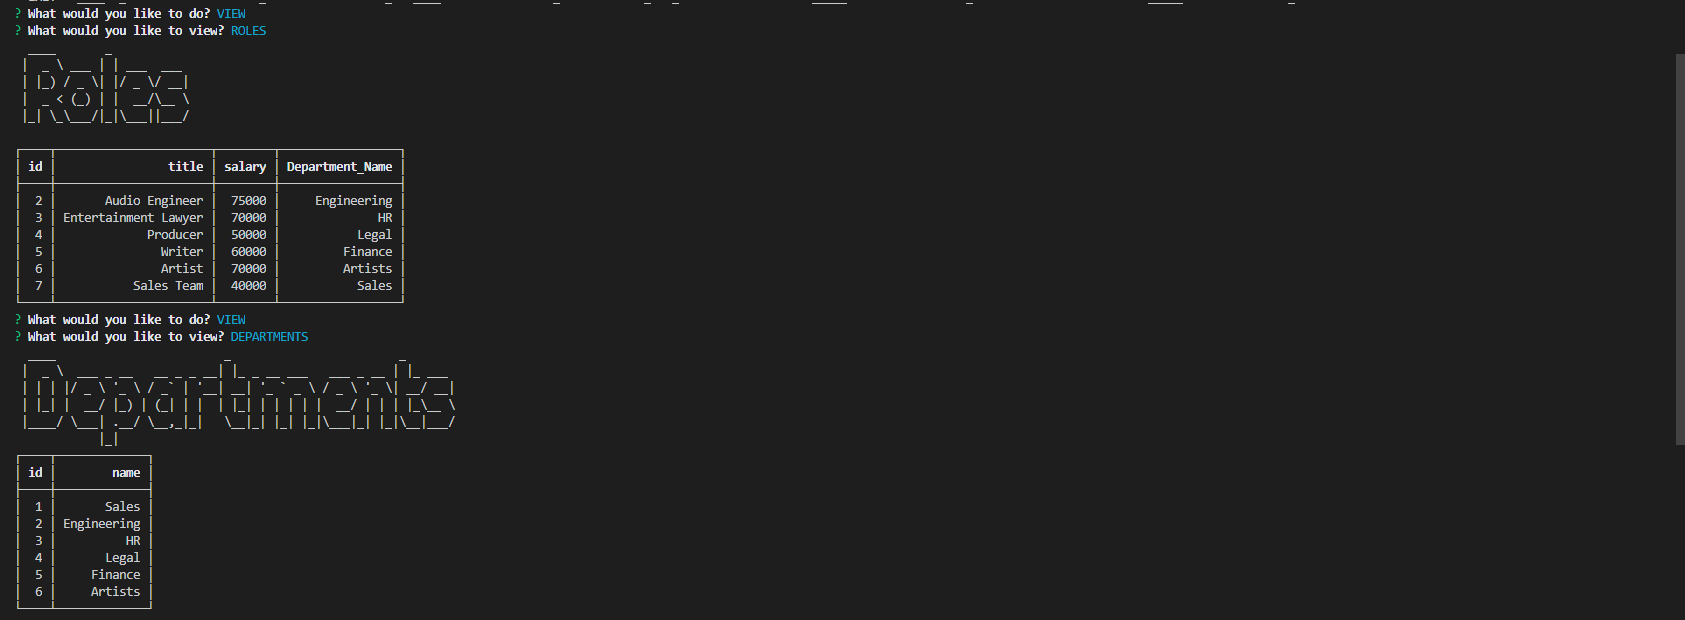 ? What would you like to do? VIEW
? What would you like to view? ROLES
Roles
id title salary Department_Name
2 Audio Engineer 75000 Engineering
3 Entertainment Lawyer 70000 HR
4 Producer 50000 Legal
5 Writer 60000 Finance
6 Artist 70000 Artists
7 Sales Team 40000 Sales
? What would you like to do? VIEW
? What would you like to view? DEPARTMENTS
Departments
id name
1 Sales
2 Engineering
3 HR
4 Legal
5 Finance
6 Artists